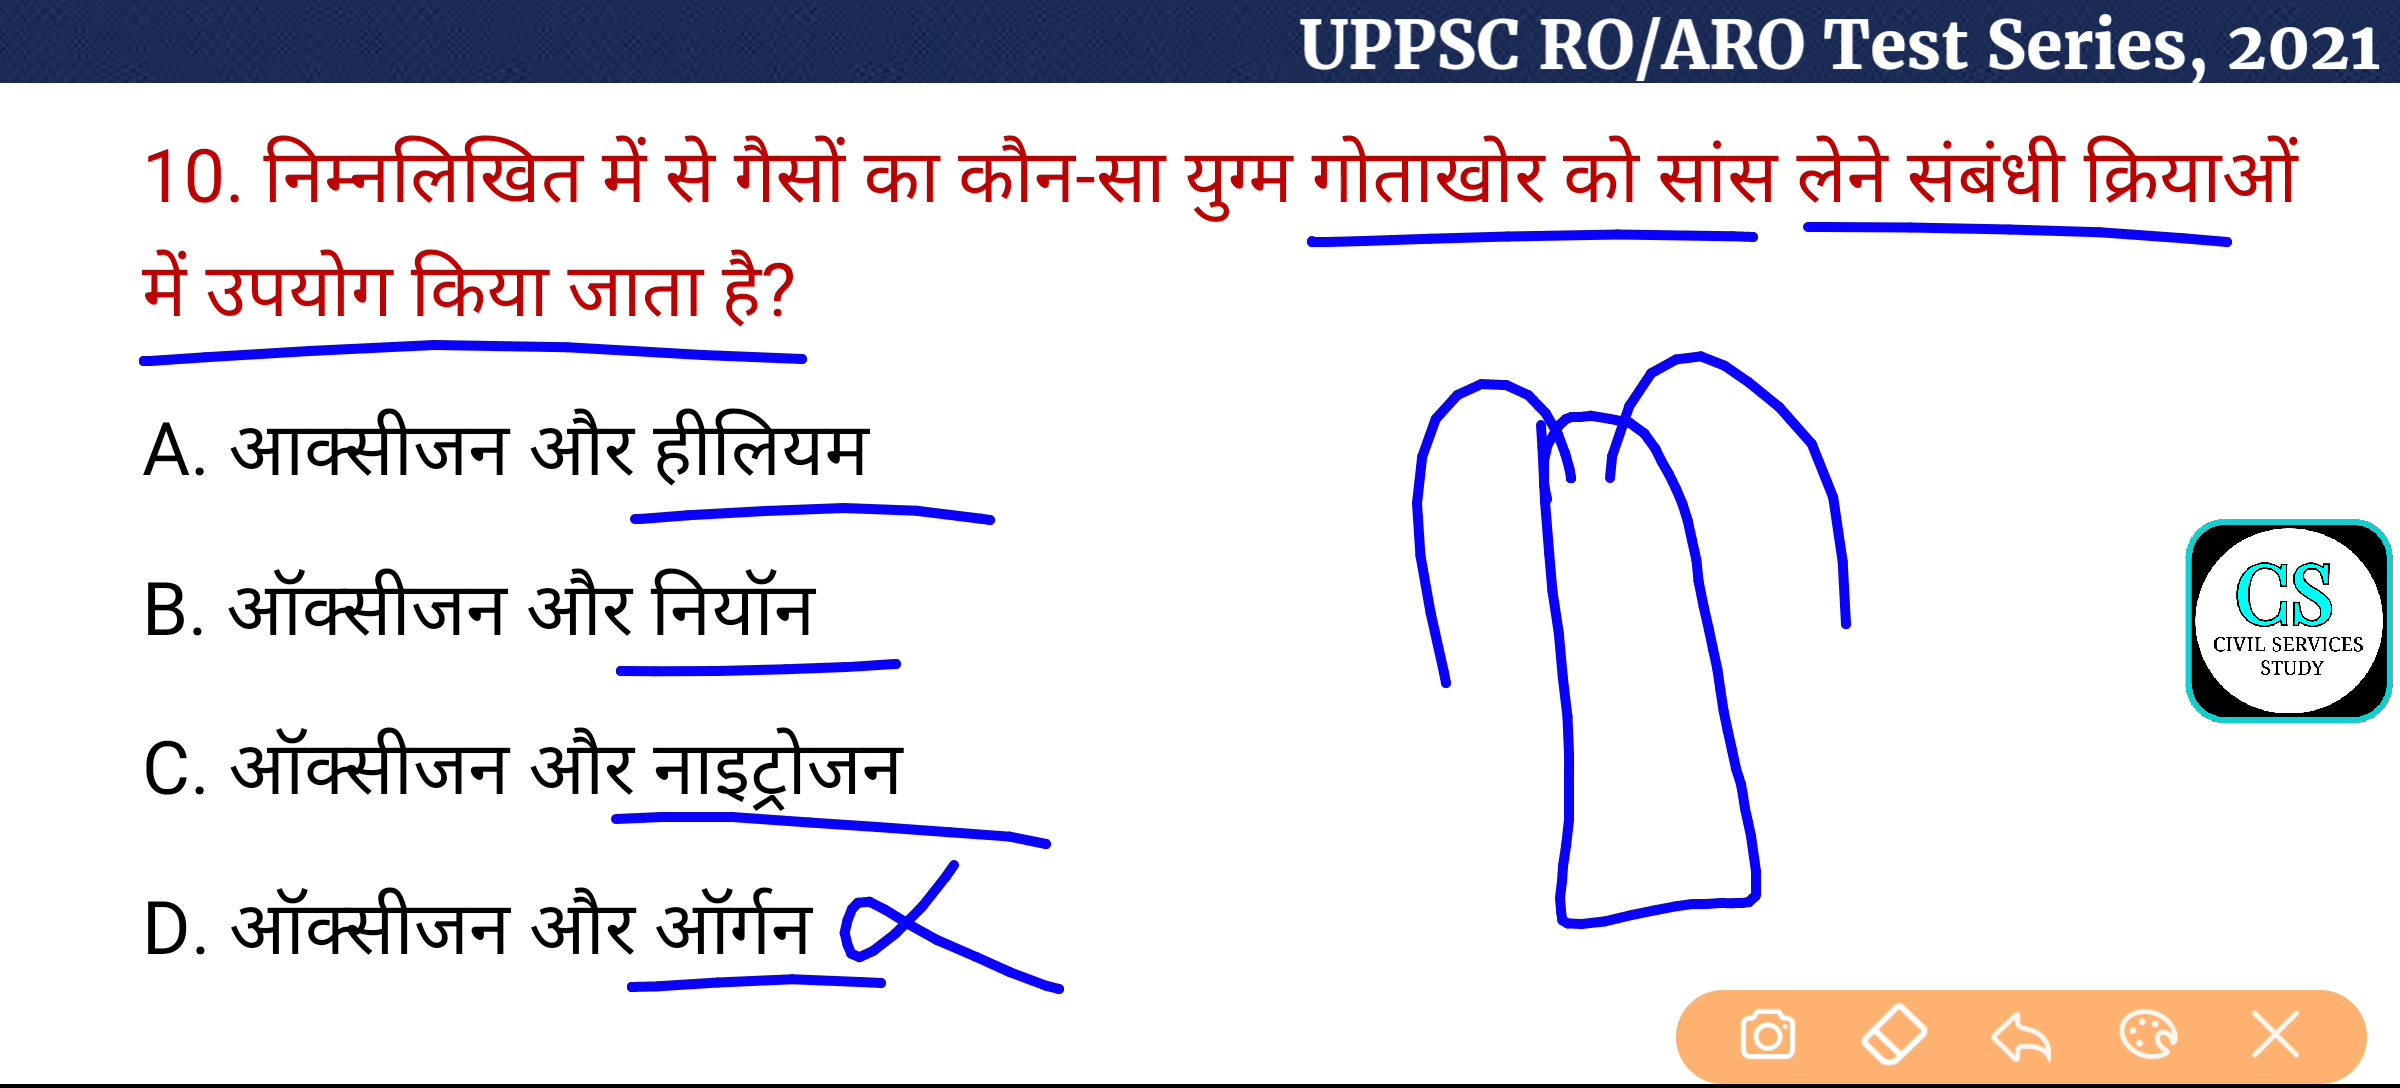 UPPSC RO/ARO Test Series, 2021
10. निम्नलिखित में से गैसों का कौन-सा युग्म गोताखोर को सांस लेने संबंधी क्रियाओं
में उपयोग किया जाता है?
A. आक्सीजन और हीलियम
B. ऑक्सीजन और नियॉन
C. ऑक्सीजन और नाइट्रोजन
D. ऑक्सीजन और ऑर्गन
CS
CIVIL SERVICES
STUDY